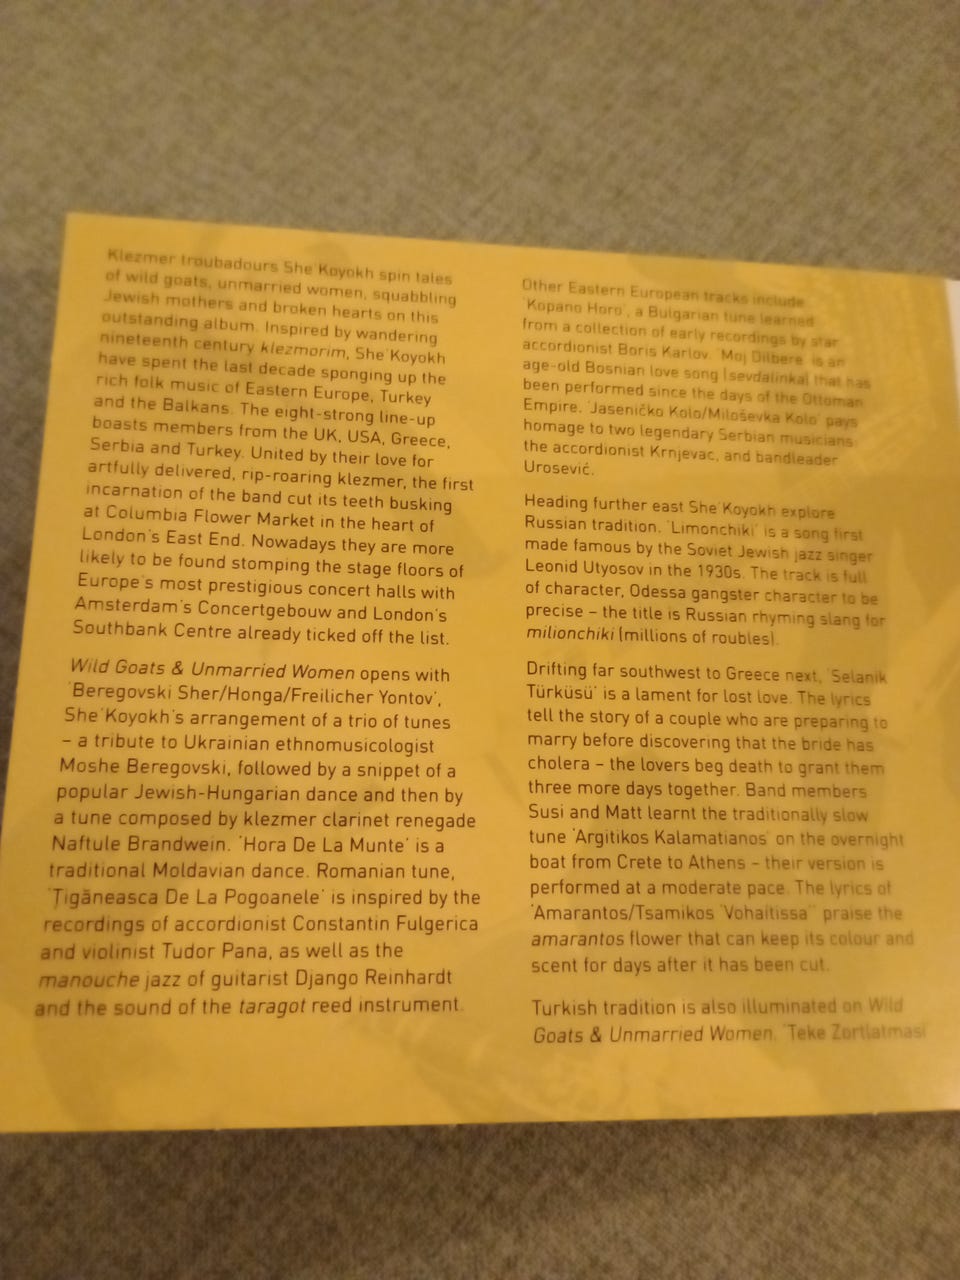 Klezmer troubadours She'Koyokh spin tales
of wild goats, unmarried women, squabbling
Jewish mothers and broken hearts on this
outstanding album. Inspired by wandering
nineteenth century klezmorim, She'Koyokh
have spent the last decade sponging up the
rich folk music of Eastern Europe, Turkey
and the Balkans. The eight-strong line-up
boasts members from the UK, USA, Greece,
Serbia and Turkey. United by their love for
artfully delivered, rip-roaring klezmer, the first
incarnation of the band cut its teeth busking
at Columbia Flower Market in the heart of
London's East End. Nowadays they are more
likely to be found stomping the stage floors of
Europe's most prestigious concert halls with
Amsterdam's Concertgebouw and London's
Southbank Centre already ticked off the list.
Wild Goats & Unmarried Women opens with
'Beregovski Sher/Honga/Freilicher Yontov',
She'Koyokh's arrangement of a trio of tunes
– a tribute to Ukrainian ethnomusicologist
Moshe Beregovski, followed by a snippet of a
popular Jewish-Hungarian dance and then by
a tune composed by klezmer clarinet renegade
Naftule Brandwein. 'Hora De La Munte' is a
traditional Moldavian dance. Romanian tune,
'Ţigăneasca De La Pogoanele' is inspired by the
recordings of accordionist Constantin Fulgerica
and violinist Tudor Pana, as well as the
manouche jazz of guitarist Django Reinhardt
and the sound of the taragot reed instrument.
Other Eastern European tracks include
'Kopano Horo', a Bulgarian tune learned
from a collection of early recordings by star
accordionist Boris Karlov. 'Moj Dilbere' is an
age-old Bosnian love song (sevdalinka) that has
been performed since the days of the Ottoman
Empire. 'Jaseničko Kolo/Miloševka Kolo' pays
homage to two legendary Serbian musicians:
the accordionist Krnjevac, and bandleader
Urosević.
Heading further east She'Koyokh explore
Russian tradition. 'Limonchiki' is a song first
made famous by the Soviet Jewish jazz singer
Leonid Utyosov in the 1930s. The track is full
of character, Odessa gangster character to be
precise – the title is Russian rhyming slang for
milionchiki (millions of roubles).
Drifting far southwest to Greece next, 'Selanik
Türküsü' is a lament for lost love. The lyrics
tell the story of a couple who are preparing to
marry before discovering that the bride has
cholera – the lovers beg death to grant them
three more days together. Band members
Susi and Matt learnt the traditionally slow
tune 'Argitikos Kalamatianos' on the overnight
boat from Crete to Athens – their version is
performed at a moderate pace. The lyrics of
'Amarantos/Tsamikos 'Vohaitissa'' praise the
amarantos flower that can keep its colour and
scent for days after it has been cut.
Turkish tradition is also illuminated on Wild
Goats & Unmarried Women. 'Teke Zortlatması'